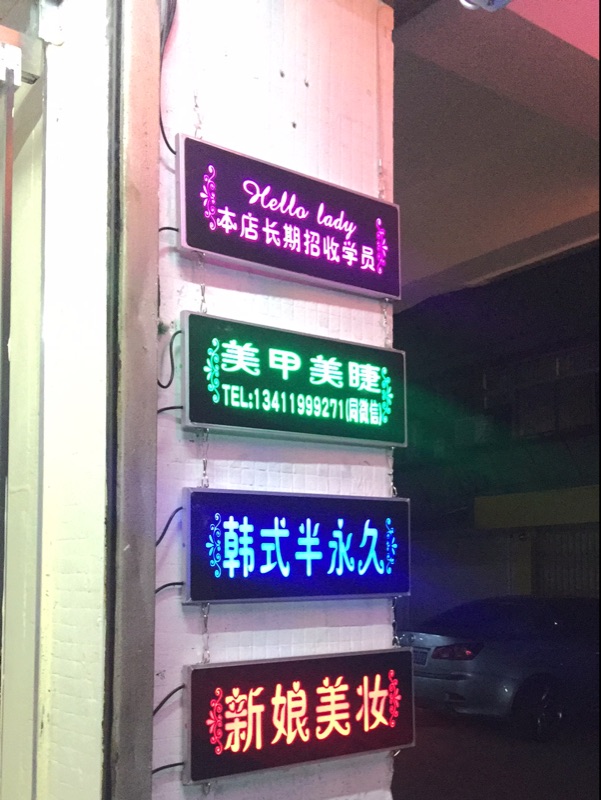 Hello lady
本店长期招收学员
美甲美睫
TEL:13411999271(同微信)
韩式半永久
新娘美妆